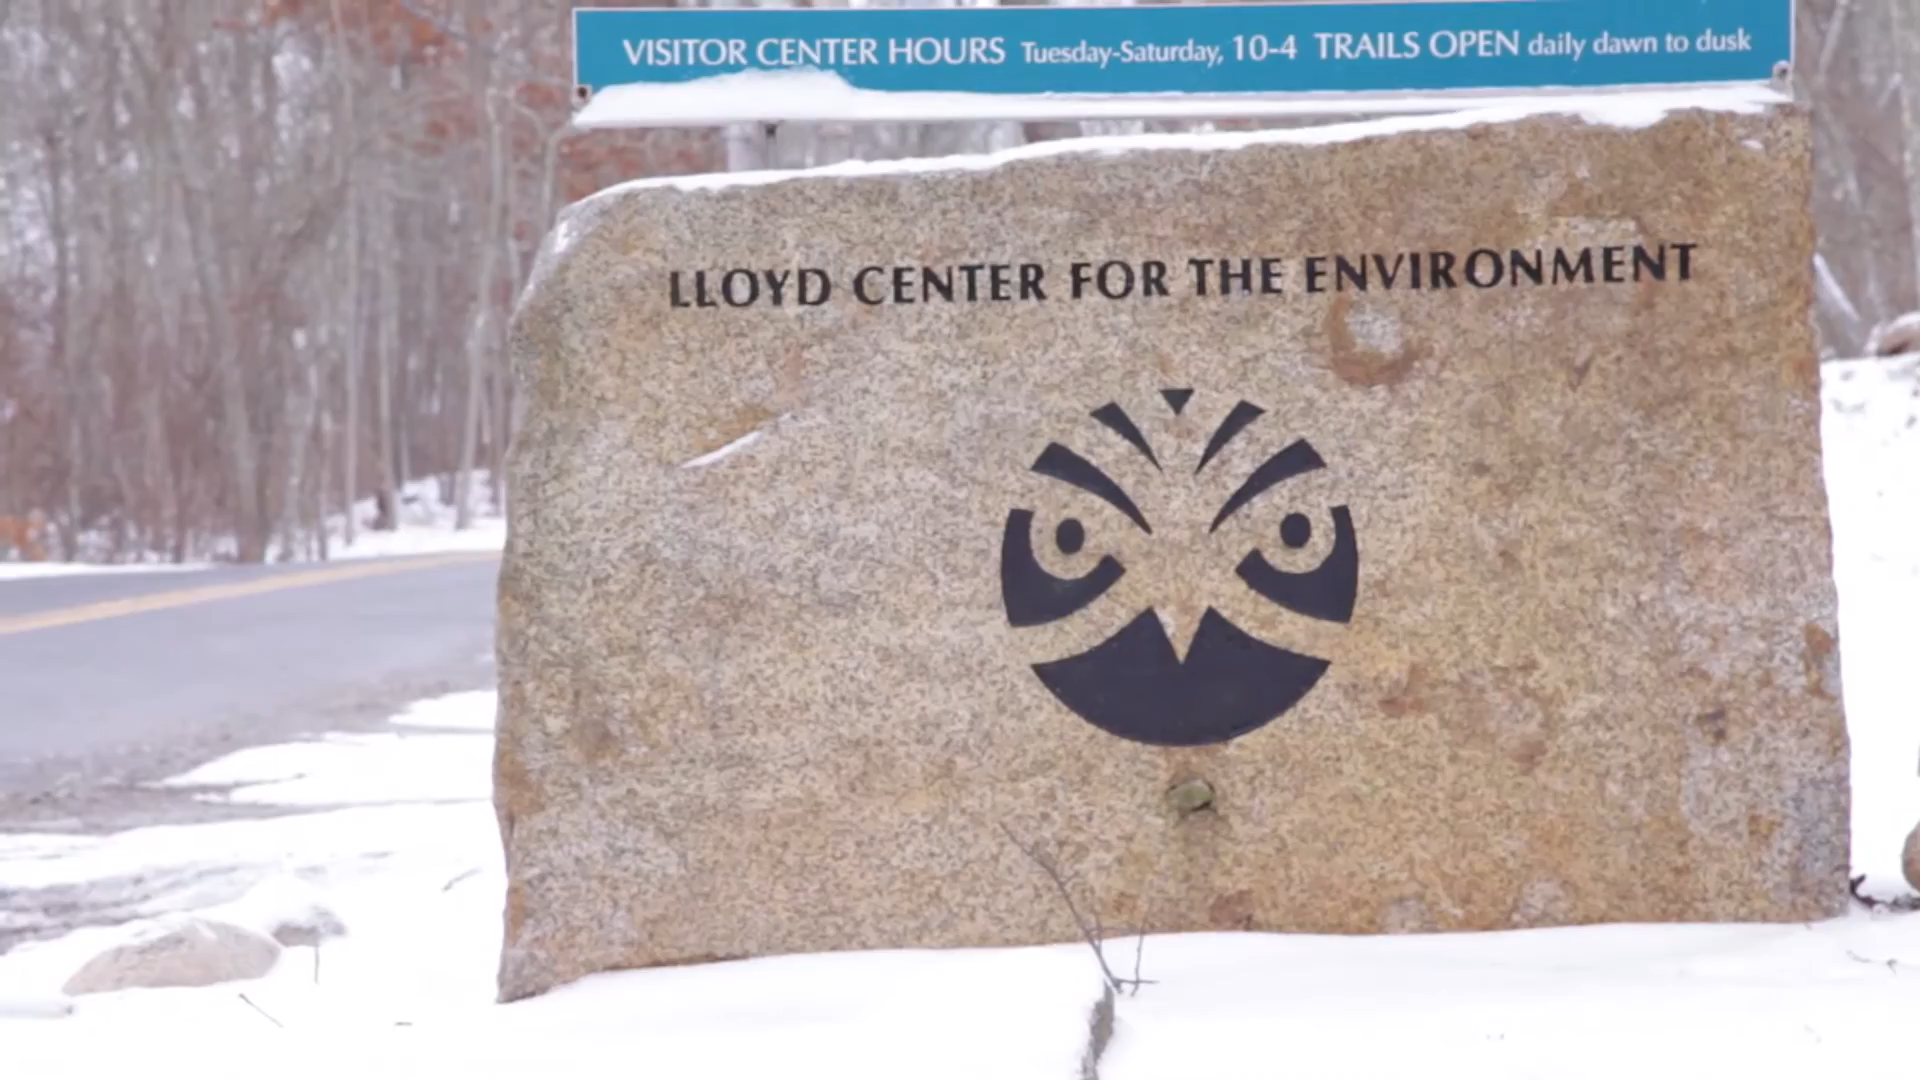 VISITOR CENTER HOURS Tuesday-Saturday, 10-4 TRAILS OPEN daily dawn to dusk
LLOYD CENTER FOR THE ENVIRONMENT